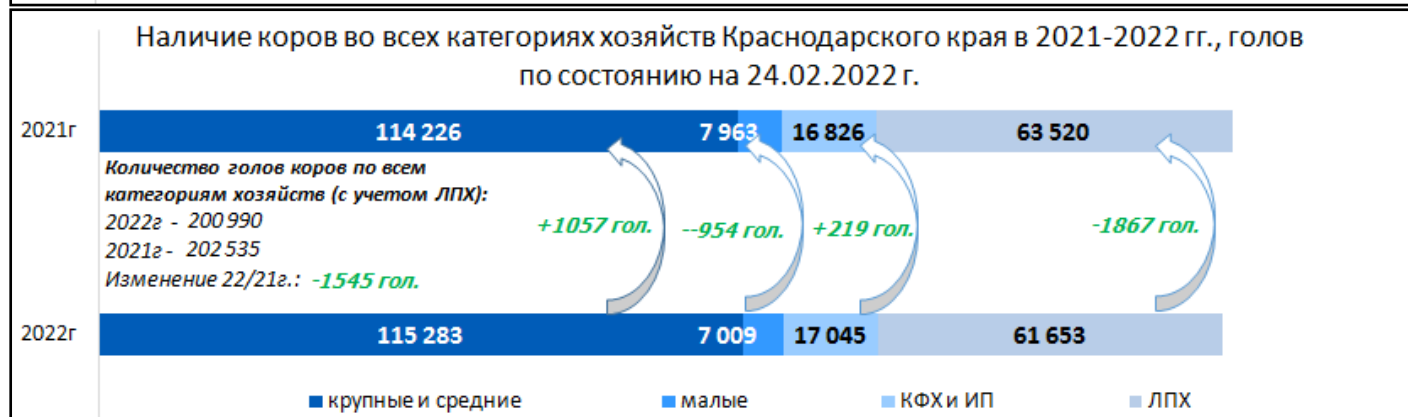 Наличие коров во всех категориях хозяйств Краснодарского края в 2021-2022 гг., голов
по состоянию на 24.02.2022 г.
2021г 114 226 7 963 16 826 63 520
Количество голов коров по всем
категориям хозяйств (с учетом ЛПХ):
2022г - 200 990
2021г - 202 535
Изменение 22/21г.: -1545 гол.
+1057 гол. --954 гол. +219 гол. -1867 гол.
2022г 115 283 7 009 17 045 61 653
крупные и средние малые КФХ и ИП ЛПХ